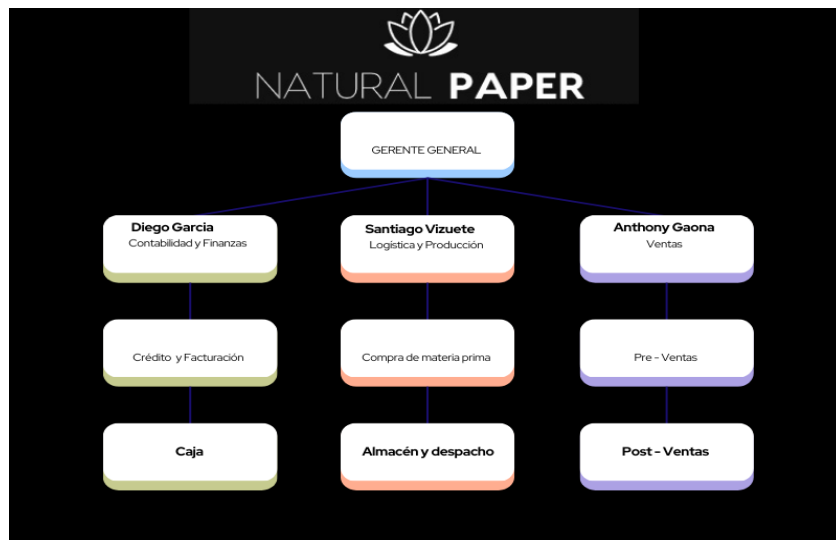 NATURAL PAPER
GERENTE GENERAL
Diego Garcia
Contabilidad y Finanzas
Santiago Vizuete
Logística y Producción
Anthony Gaona
Ventas
Crédito y Facturación
Compra de materia prima
Pre - Ventas
Caja
Almacén y despacho
Post - Ventas